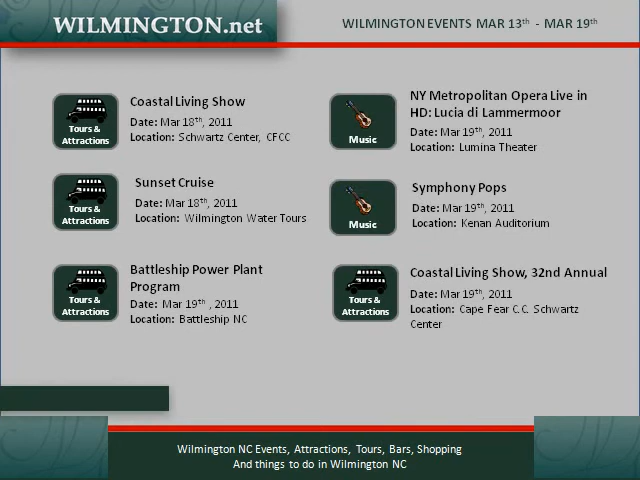 WILMINGTON.net
WILMINGTON EVENTS MAR 13th - MAR 19th
Tours & Attractions
Coastal Living Show
Date: Mar 18th, 2011
Location: Schwartz Center, CFCC
Tours & Attractions
Sunset Cruise
Date: Mar 18th, 2011
Location: Wilmington Water Tours
Tours & Attractions
Battleship Power Plant
Program
Date: Mar 19th , 2011
Location: Battleship NC
Music
NY Metropolitan Opera Live in
HD: Lucia di Lammermoor
Date: Mar 19th, 2011
Location: Lumina Theater
Music
Symphony Pops
Date: Mar 19th, 2011
Location: Kenan Auditorium
Tours & Attractions
Coastal Living Show, 32nd Annual
Date: Mar 19th, 2011
Location: Cape Fear C.C. Schwartz
Center
Wilmington NC Events, Attractions, Tours, Bars, Shopping
And things to do in Wilmington NC